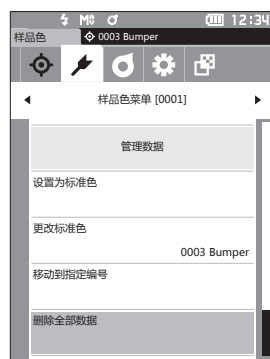 M⁰ 12:34
样品色 0003 Bumper
样品色菜单 [0001]
管理数据
设置为标准色
更改标准色
0003 Bumper
移动到指定编号
删除全部数据